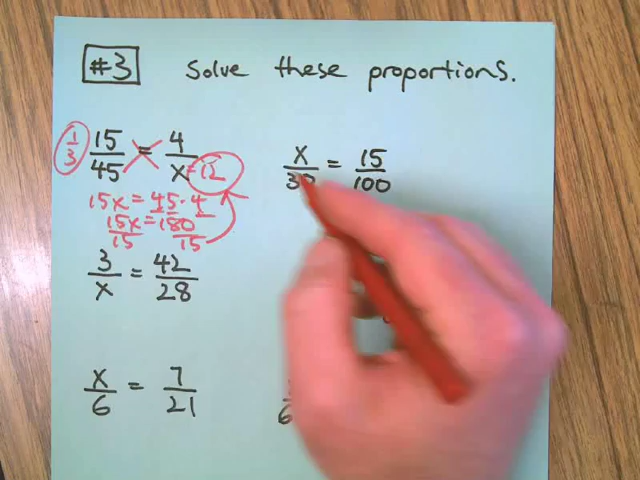 #3 Solve these proportions.
1/3 15/45 = 4/x = 12
15x = 45·4
15x/15 = 180/15
x/30 = 15/100
3/x = 42/28
x/6 = 7/21
6